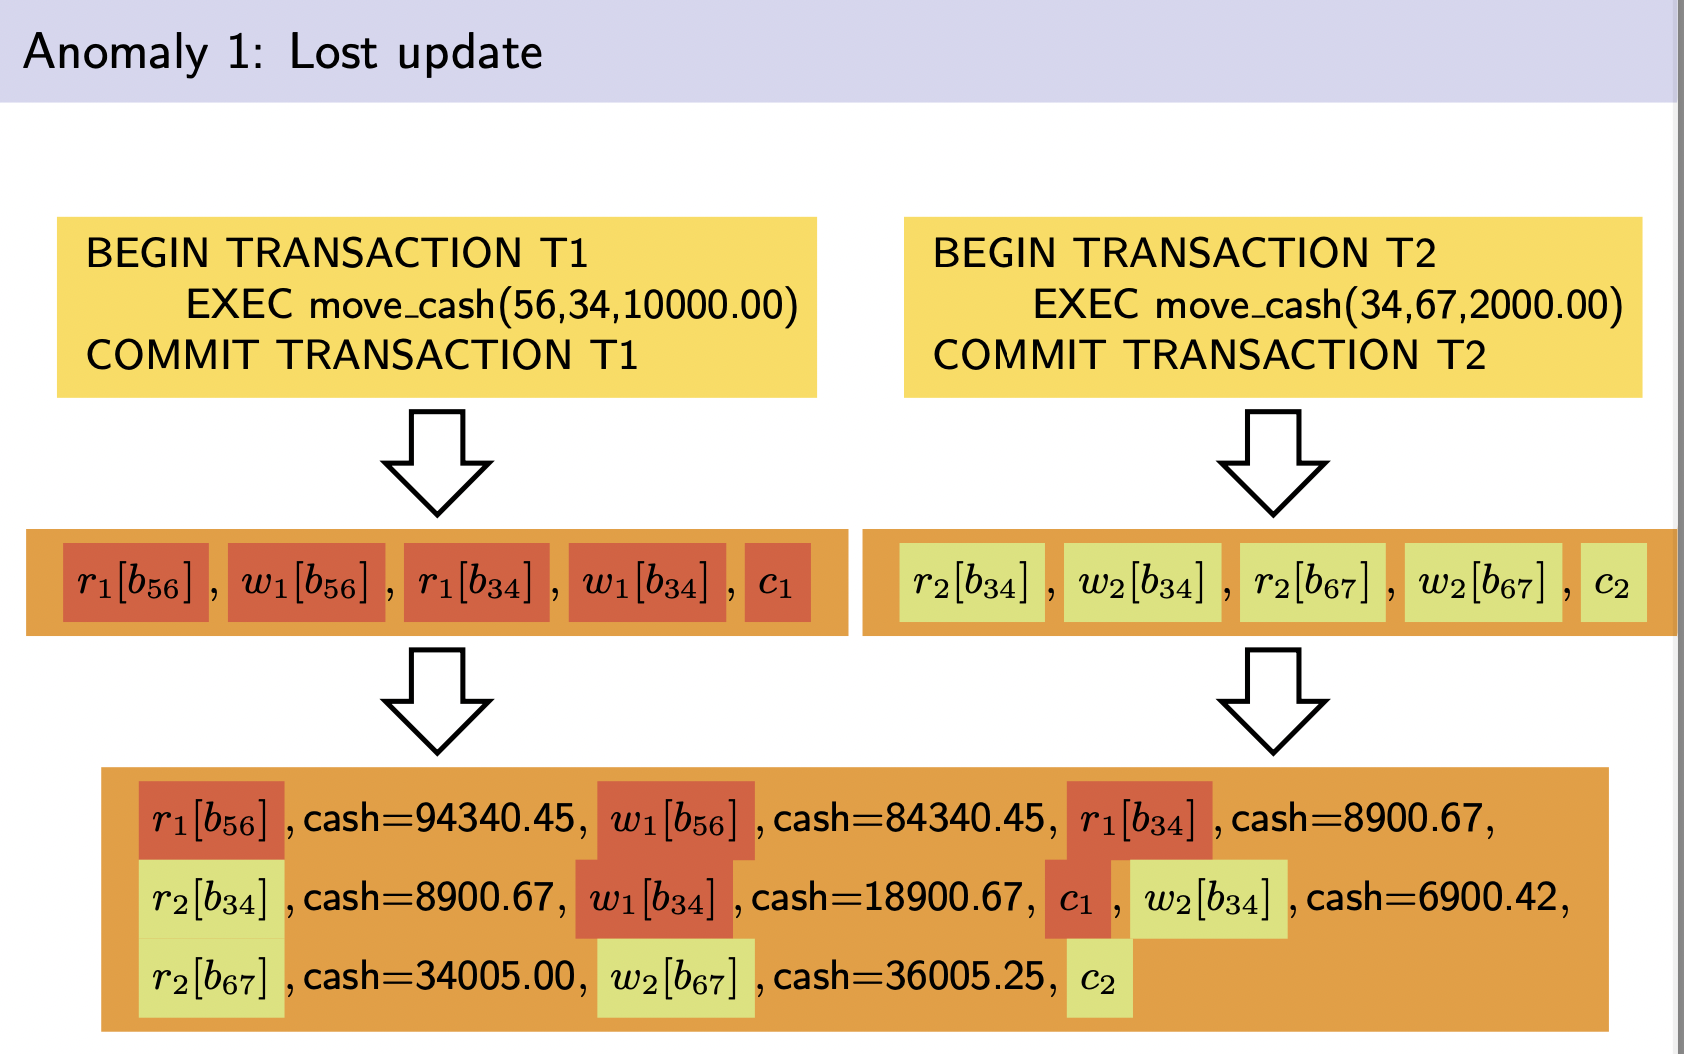 Anomaly 1: Lost update
BEGIN TRANSACTION T1
EXEC move_cash(56,34,10000.00)
COMMIT TRANSACTION T1
BEGIN TRANSACTION T2
EXEC move_cash(34,67,2000.00)
COMMIT TRANSACTION T2
r₁[b₅₆] , w₁[b₅₆] , r₁[b₃₄] , w₁[b₃₄] , c₁
r₂[b₃₄] , w₂[b₃₄] , r₂[b₆₇] , w₂[b₆₇] , c₂
r₁[b₅₆] , cash=94340.45, w₁[b₅₆] , cash=84340.45, r₁[b₃₄] , cash=8900.67,
r₂[b₃₄] , cash=8900.67, w₁[b₃₄] , cash=18900.67, c₁ , w₂[b₃₄] , cash=6900.42,
r₂[b₆₇] , cash=34005.00, w₂[b₆₇] , cash=36005.25, c₂